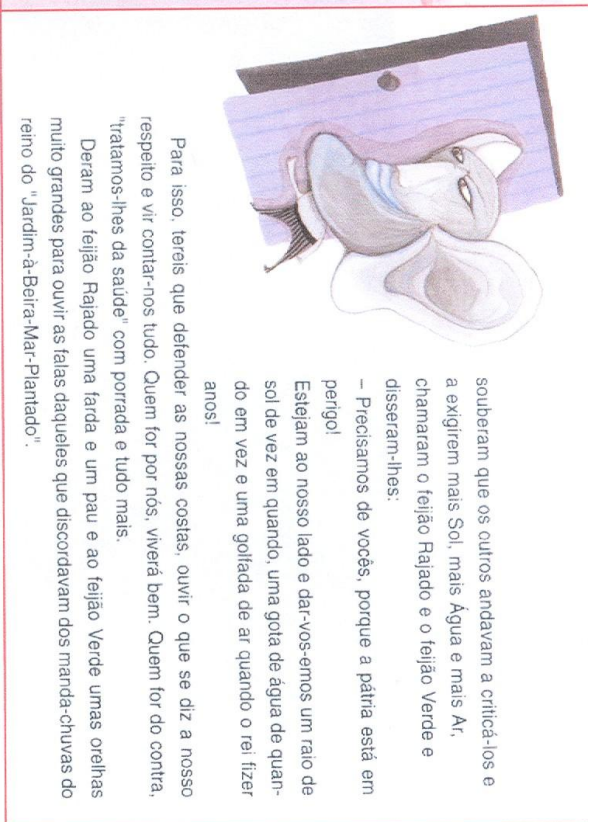 souberam que os outros andavam a criticá-los e
a exigirem mais Sol, mais Água e mais Ar,
chamaram o feijão Rajado e o feijão Verde e
disseram-lhes:
– Precisamos de vocês, porque a pátria está em
perigo!
Estejam ao nosso lado e dar-vos-emos um raio de
sol de vez em quando, uma gota de água de quan-
do em vez e uma golfada de ar quando o rei fizer
anos!
Para isso, tereis que defender as nossas costas, ouvir o que se diz a nosso
respeito e vir contar-nos tudo. Quem for por nós, viverá bem. Quem for do contra,
"tratamos-lhes da saúde" com porrada e tudo mais.
Deram ao feijão Rajado uma farda e um pau e ao feijão Verde umas orelhas
muito grandes para ouvir as falas daqueles que discordavam dos manda-chuvas do
reino do "Jardim-à-Beira-Mar-Plantado".